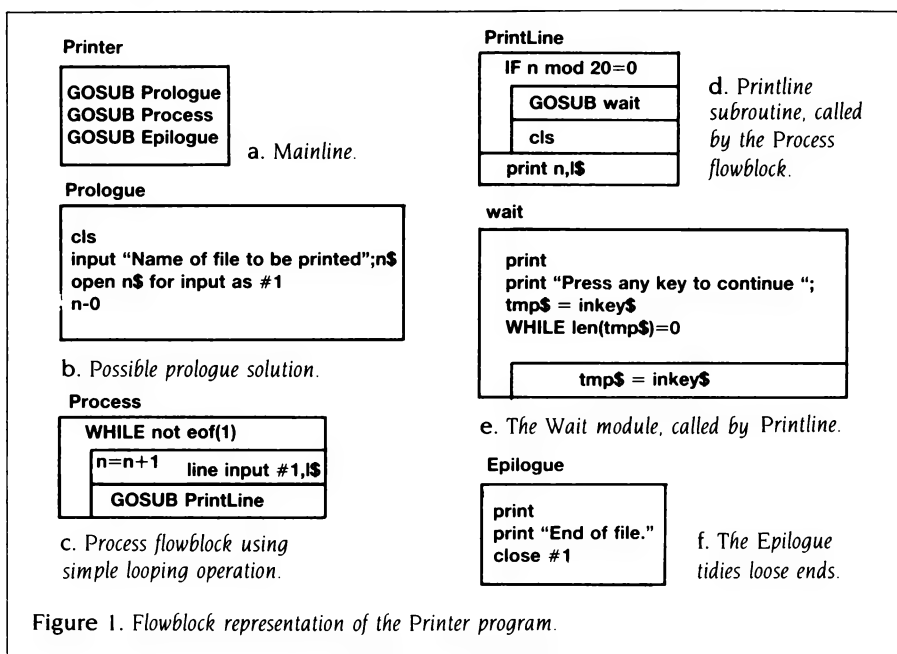 Printer
GOSUB Prologue
GOSUB Process
GOSUB Epilogue
a. Mainline.
Prologue
cls
input “Name of file to be printed”;n$
open n$ for input as #1
n-0
b. Possible prologue solution.
Process
WHILE not eof(1)
n=n+1 line input #1,l$
GOSUB PrintLine
c. Process flowblock using
simple looping operation.
PrintLine
IF n mod 20=0
GOSUB wait
cls
print n,l$
d. Printline
subroutine, called
by the Process
flowblock.
wait
print
print “Press any key to continue “;
tmp$ = inkey$
WHILE len(tmp$)=0
tmp$ = inkey$
e. The Wait module, called by Printline.
Epilogue
print
print “End of file.”
close #1
f. The Epilogue
tidies loose ends.
Figure 1. Flowblock representation of the Printer program.